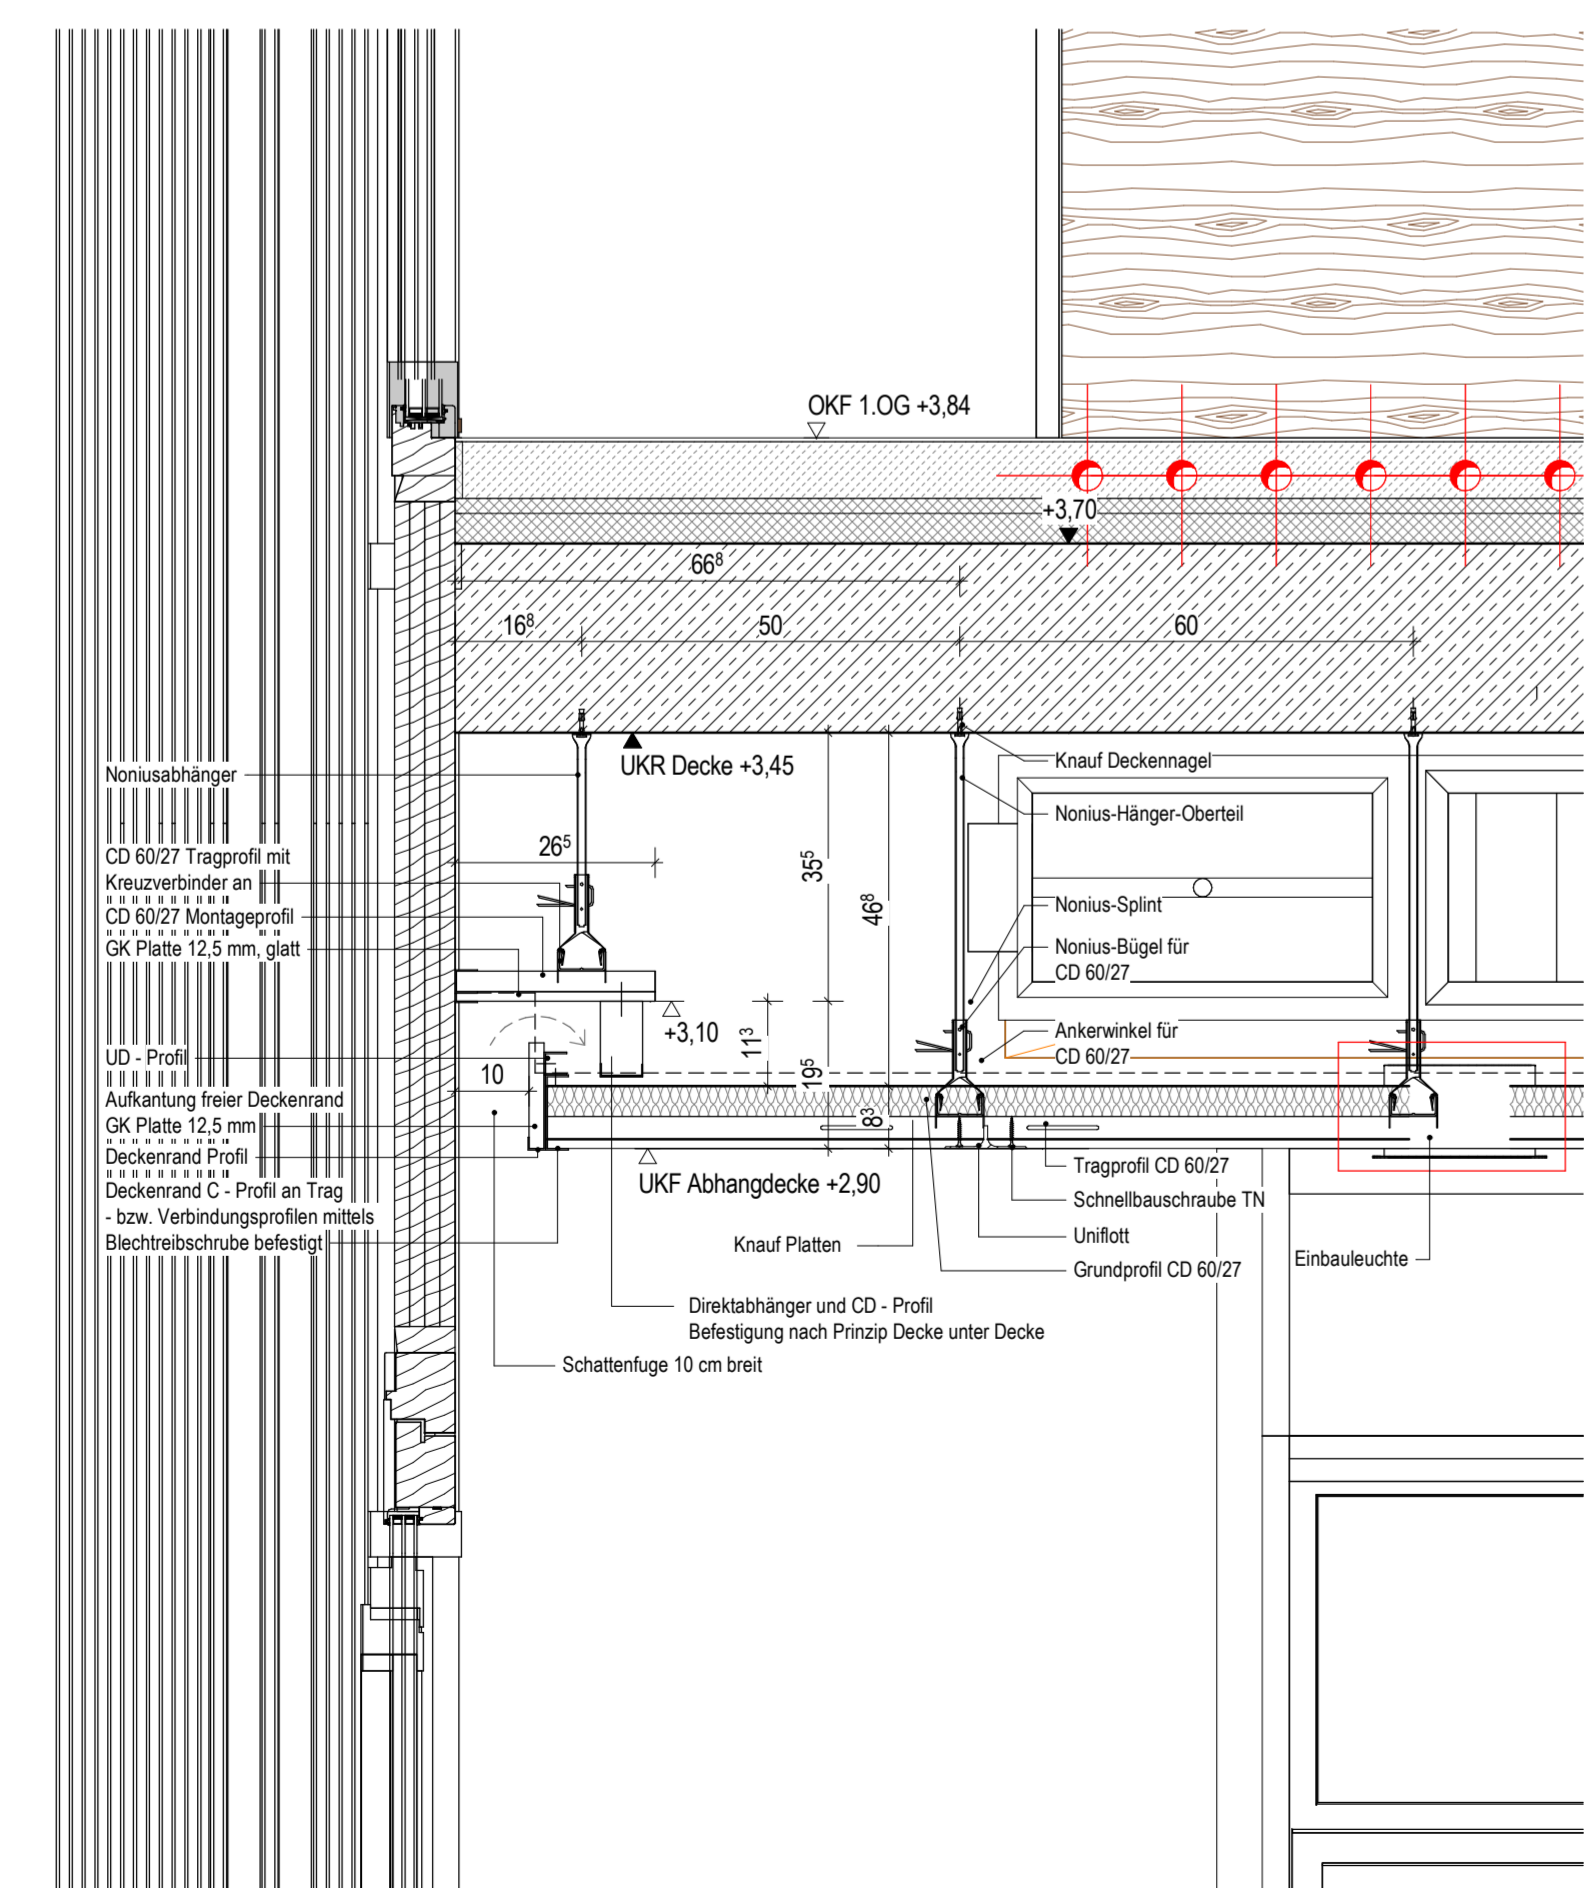 OKF 1.OG +3,84
+3,70
66⁸
16⁸
50
60
UKR Decke +3,45
Noniusabhänger
CD 60/27 Tragprofil mit
Kreuzverbinder an
CD 60/27 Montageprofil
GK Platte 12,5 mm, glatt
26⁵
35⁵
46⁸
Knauf Deckennagel
Nonius-Hänger-Oberteil
Nonius-Splint
Nonius-Bügel für
CD 60/27
Ankerwinkel für
CD 60/27
+3,10
11³
19⁵
8³
10
UD - Profil
Aufkantung freier Deckenrand
GK Platte 12,5 mm
Deckenrand Profil
Deckenrand C - Profil an Trag
- bzw. Verbindungsprofilen mittels
Blechtreibschrube befestigt
UKF Abhangdecke +2,90
Tragprofil CD 60/27
Schnellbauschraube TN
Uniflott
Grundprofil CD 60/27
Knauf Platten
Einbauleuchte
Direktabhänger und CD - Profil
Befestigung nach Prinzip Decke unter Decke
Schattenfuge 10 cm breit